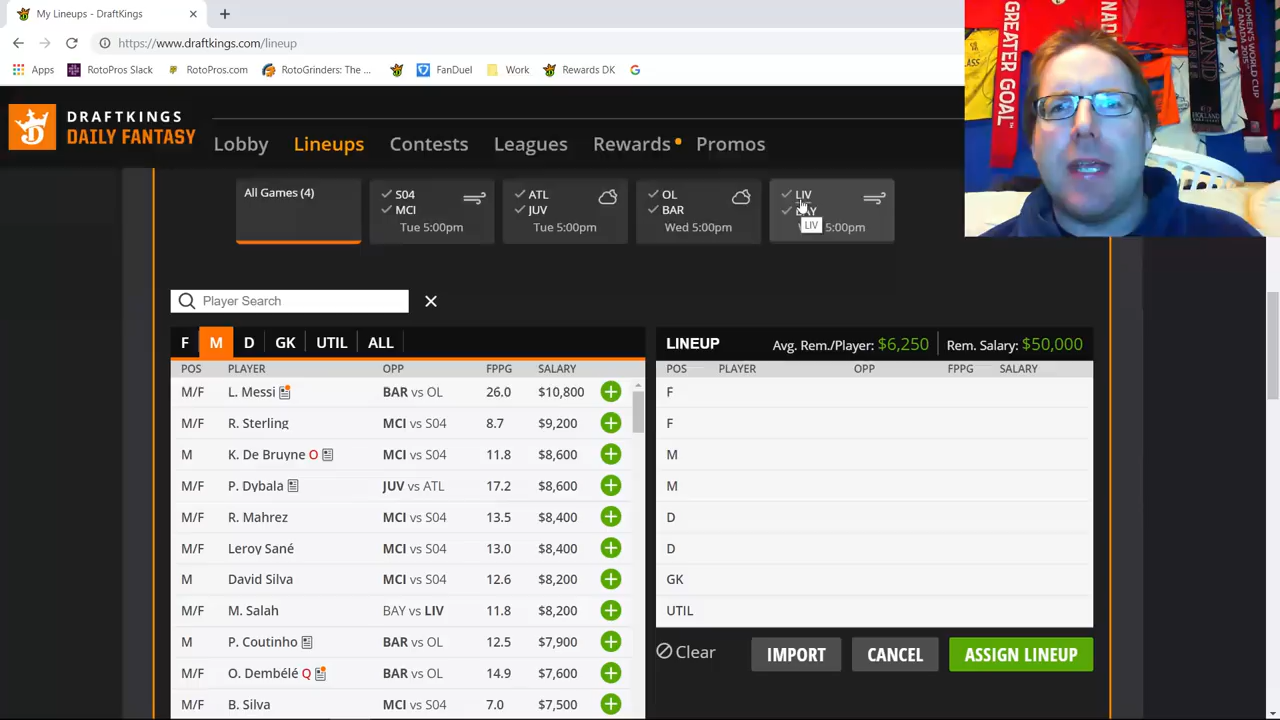 My Lineups - DraftKings
https://www.draftkings.com/lineup
Apps RotoPros Slack RotoPros.com RotoGrinders: The ... FanDuel Work Rewards DK
DRAFTKINGS
DAILY FANTASY
Lobby Lineups Contests Leagues Rewards Promos
All Games (4)
S04
MCI
Tue 5:00pm
ATL
JUV
Tue 5:00pm
OL
BAR
Wed 5:00pm
LIV
LIV
5:00pm
Player Search
F M D GK UTIL ALL
POS PLAYER OPP FPPG SALARY
M/F L. Messi BAR vs OL 26.0 $10,800
M/F R. Sterling MCI vs S04 8.7 $9,200
M K. De Bruyne O MCI vs S04 11.8 $8,600
M/F P. Dybala JUV vs ATL 17.2 $8,600
M/F R. Mahrez MCI vs S04 13.5 $8,400
M/F Leroy Sané MCI vs S04 13.0 $8,400
M David Silva MCI vs S04 12.6 $8,200
M/F M. Salah BAY vs LIV 11.8 $8,200
M P. Coutinho BAR vs OL 12.5 $7,900
M/F O. Dembélé Q BAR vs OL 14.9 $7,600
M/F B. Silva MCI vs S04 7.0 $7,500
LINEUP Avg. Rem./Player: $6,250 Rem. Salary: $50,000
POS PLAYER OPP FPPG SALARY
F
F
M
M
D
D
GK
UTIL
Clear IMPORT CANCEL ASSIGN LINEUP
GREATER GOAL
HOLLAND
WOMEN'S WORLD CUP
CANADA 2015